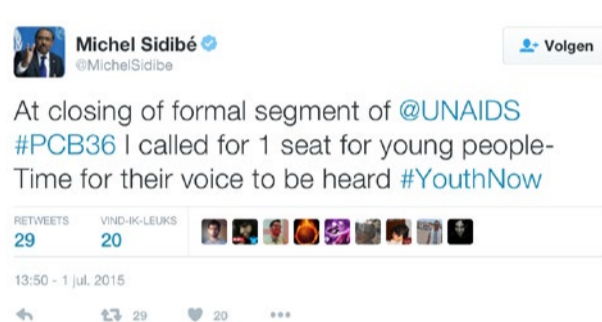 Michel Sidibé
@MichelSidibe
Volgen
At closing of formal segment of @UNAIDS
#PCB36 I called for 1 seat for young people-
Time for their voice to be heard #YouthNow
RETWEETS VIND-IK-LEUKS
29 20
13:50 - 1 jul. 2015
29 20